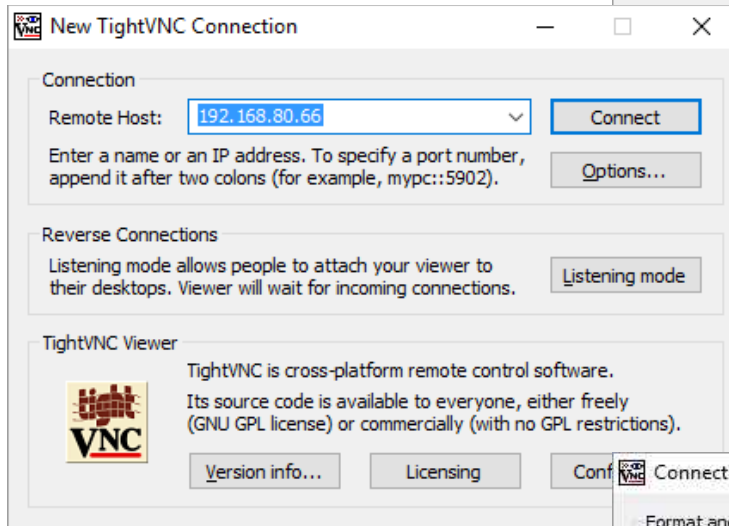 New TightVNC Connection
Connection
Remote Host: 192.168.80.66 Connect
Enter a name or an IP address. To specify a port number,
append it after two colons (for example, mypc::5902).
Options...
Reverse Connections
Listening mode allows people to attach your viewer to
their desktops. Viewer will wait for incoming connections.
Listening mode
TightVNC Viewer
TightVNC is cross-platform remote control software.
Its source code is available to everyone, either freely
(GNU GPL license) or commercially (with no GPL restrictions).
tight
VNC
Version info... Licensing Conf
VNC Connect
Format and